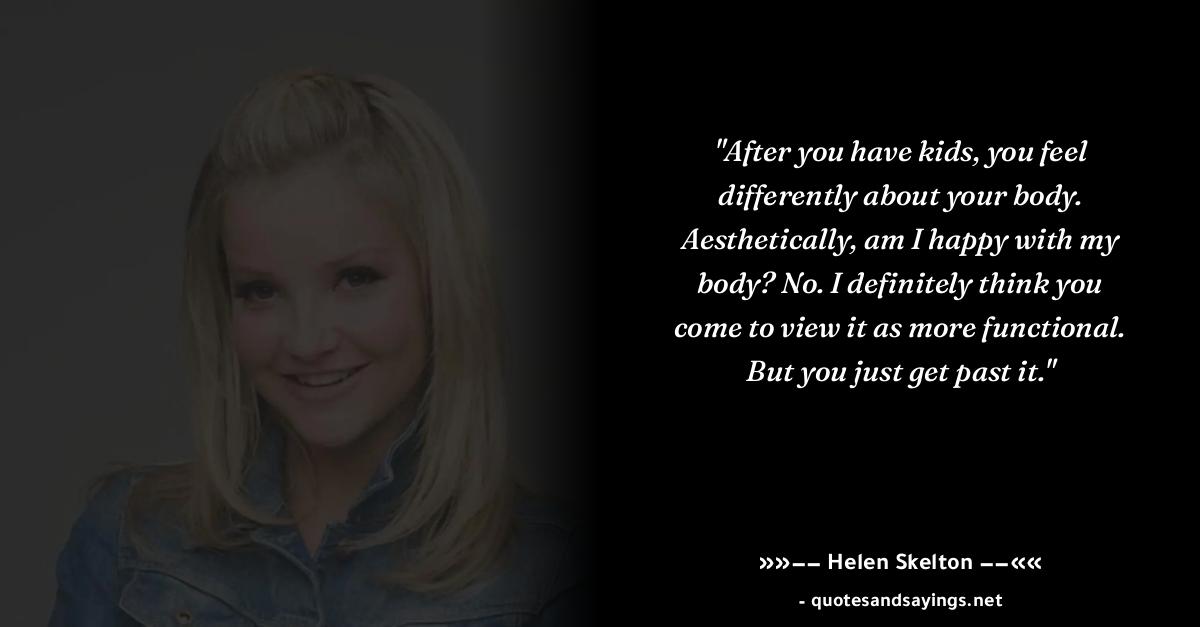 "After you have kids, you feel
differently about your body.
Aesthetically, am I happy with my
body? No. I definitely think you
come to view it as more functional.
But you just get past it."
»»—— Helen Skelton ——««
- quotesandsayings.net